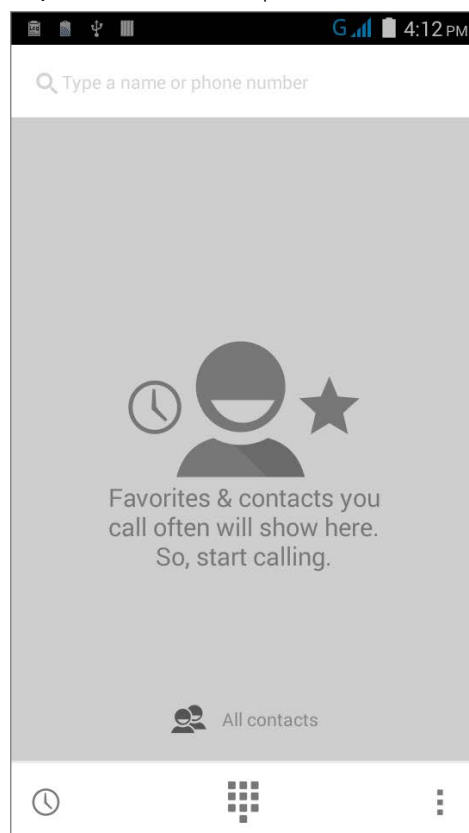 G 4:12 PM
Type a name or phone number
Favorites & contacts you
call often will show here.
So, start calling.
All contacts